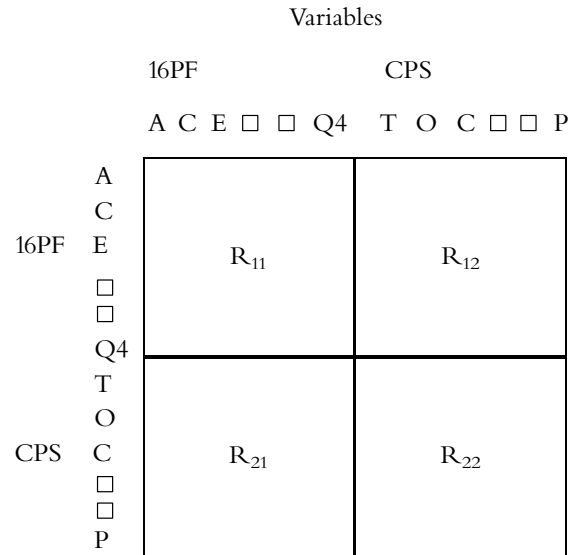 Variables
16PF CPS
A C E □ □ Q4 T O C □ □ P
A
C
16PF E R₁₁ R₁₂
□
□
Q4
T
O
CPS C R₂₁ R₂₂
□
□
P